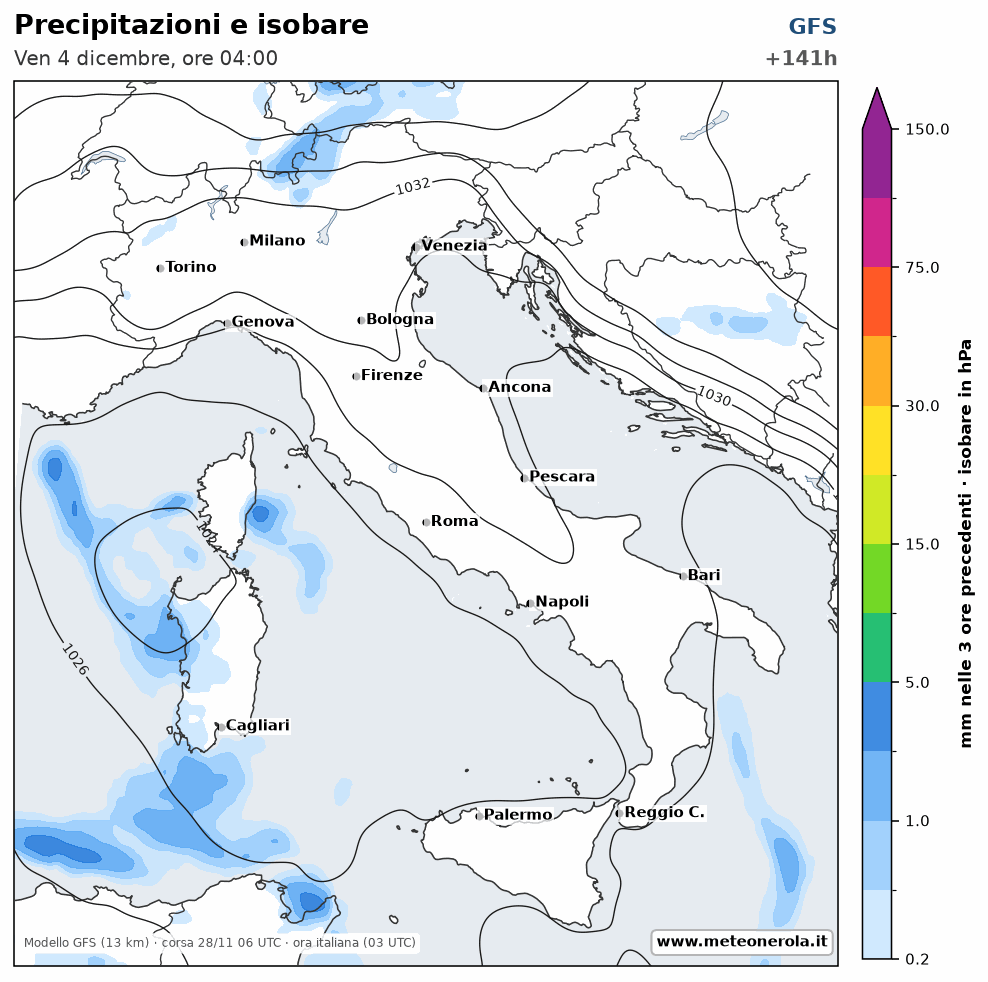 Precipitazioni e isobare
GFS
Ven 4 dicembre, ore 04:00
+141h
1032
Milano
Venezia
Torino
Genova
Bologna
Firenze
Ancona
1030
Pescara
Roma
Bari
Napoli
1026
Cagliari
Palermo
Reggio C.
Modello GFS (13 km) · corsa 28/11 06 UTC · ora italiana (03 UTC)
www.meteonerola.it
150.0
75.0
30.0
15.0
5.0
1.0
0.2
mm nelle 3 ore precedenti · isobare in hPa